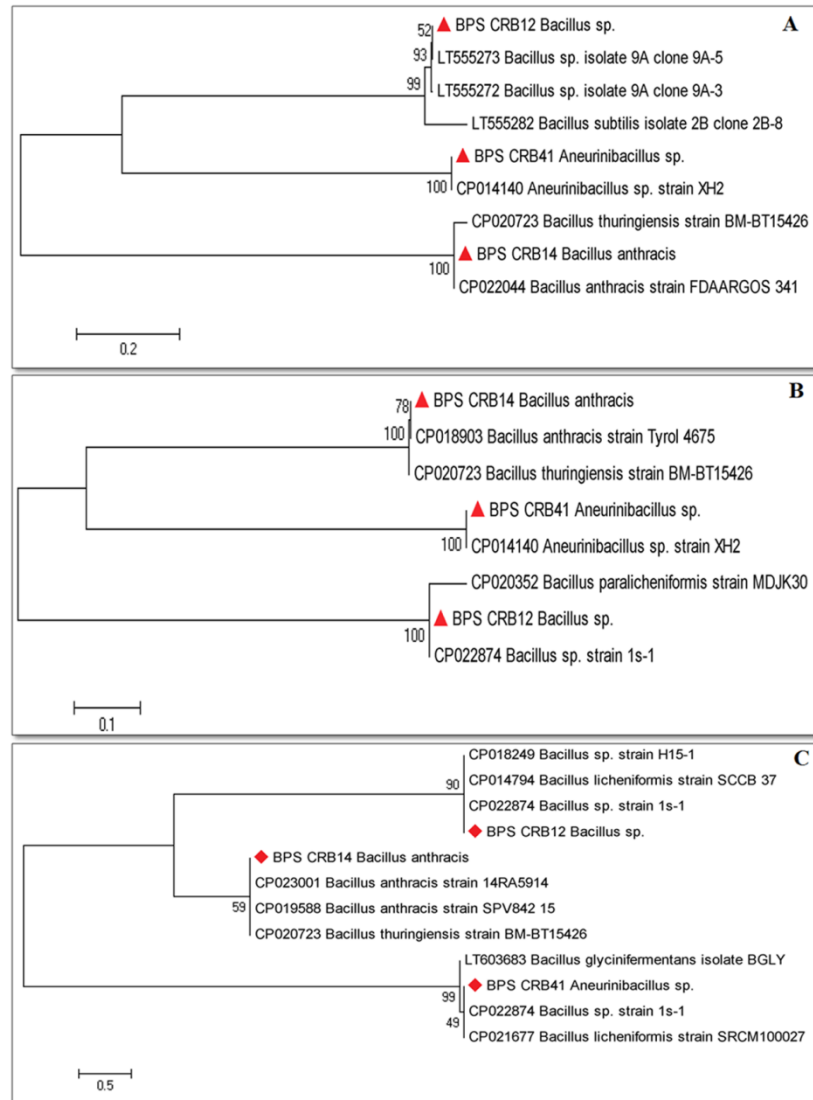 A
52
BPS CRB12 Bacillus sp.
93
LT555273 Bacillus sp. isolate 9A clone 9A-5
99
LT555272 Bacillus sp. isolate 9A clone 9A-3
LT555282 Bacillus subtilis isolate 2B clone 2B-8
BPS CRB41 Aneurinibacillus sp.
100
CP014140 Aneurinibacillus sp. strain XH2
CP020723 Bacillus thuringiensis strain BM-BT15426
BPS CRB14 Bacillus anthracis
100
CP022044 Bacillus anthracis strain FDAARGOS 341
0.2
B
78
BPS CRB14 Bacillus anthracis
100
CP018903 Bacillus anthracis strain Tyrol 4675
CP020723 Bacillus thuringiensis strain BM-BT15426
BPS CRB41 Aneurinibacillus sp.
100
CP014140 Aneurinibacillus sp. strain XH2
CP020352 Bacillus paralicheniformis strain MDJK30
BPS CRB12 Bacillus sp.
100
CP022874 Bacillus sp. strain 1s-1
0.1
C
CP018249 Bacillus sp. strain H15-1
90
CP014794 Bacillus licheniformis strain SCCB 37
CP022874 Bacillus sp. strain 1s-1
BPS CRB12 Bacillus sp.
BPS CRB14 Bacillus anthracis
CP023001 Bacillus anthracis strain 14RA5914
59
CP019588 Bacillus anthracis strain SPV842 15
CP020723 Bacillus thuringiensis strain BM-BT15426
LT603683 Bacillus glycinifermentans isolate BGLY
BPS CRB41 Aneurinibacillus sp.
99
CP022874 Bacillus sp. strain 1s-1
49
CP021677 Bacillus licheniformis strain SRCM100027
0.5